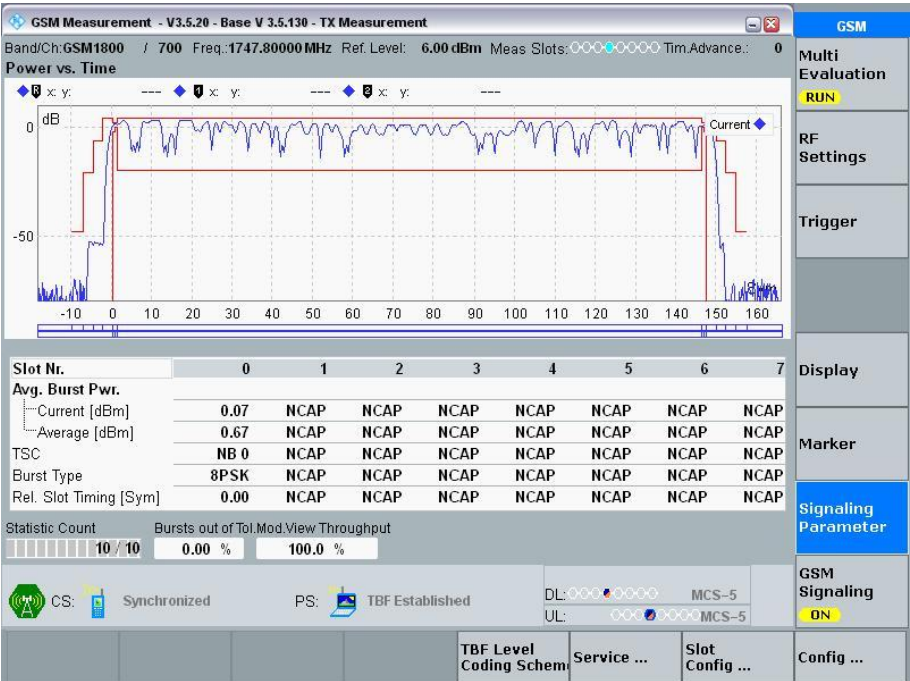 GSM Measurement - V3.5.20 - Base V 3.5.130 - TX Measurement
GSM
Band/Ch:GSM1800 / 700 Freq.:1747.80000 MHz Ref. Level: 6.00 dBm Meas Slots: Tim.Advance.: 0
Power vs. Time
Multi Evaluation
RUN
x: y: --- x: y: --- x: y: ---
dB
Current
0
-50
-10 0 10 20 30 40 50 60 70 80 90 100 110 120 130 140 150 160
RF Settings
Trigger
Slot Nr. 0 1 2 3 4 5 6 7
Avg. Burst Pwr.
Current [dBm] 0.07 NCAP NCAP NCAP NCAP NCAP NCAP NCAP
Average [dBm] 0.67 NCAP NCAP NCAP NCAP NCAP NCAP NCAP
TSC NB 0 NCAP NCAP NCAP NCAP NCAP NCAP NCAP
Burst Type 8PSK NCAP NCAP NCAP NCAP NCAP NCAP NCAP
Rel. Slot Timing [Sym] 0.00 NCAP NCAP NCAP NCAP NCAP NCAP NCAP
Display
Marker
Signaling Parameter
Statistic Count Bursts out of Tol. Mod.View Throughput
10 / 10 0.00 % 100.0 %
CS: Synchronized PS: TBF Established
DL: MCS-5
UL: MCS-5
GSM Signaling
ON
TBF Level
Coding Schem
Service ...
Slot
Config ...
Config ...